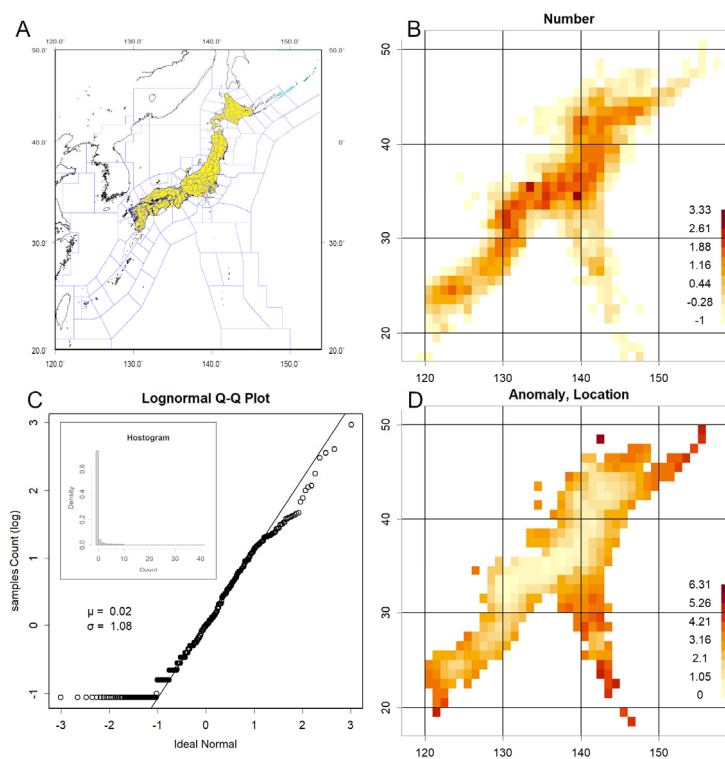 A
120.0° 130.0° 140.0° 150.0°
50.0° 50.0°
40.0° 0°
30.0° 30.0°
20.0° 20.0°
120.0° 130.0° 140.0° 150.0°
B
Number
50
40
30
20
3.33
2.61
1.88
1.16
0.44
-0.28
-1
120 130 140 150
C
Lognormal Q-Q Plot
samples Count (log)
3
2
1
0
-1
Hostogram
Density
0.6
0.4
0.2
0.0
0 10 20 30 40
Count
μ = 0.02
σ = 1.08
-3 -2 -1 0 1 2 3
Ideal Normal
D
Anomaly, Location
50
40
30
20
6.31
5.26
4.21
3.16
2.1
1.05
0
120 130 140 150